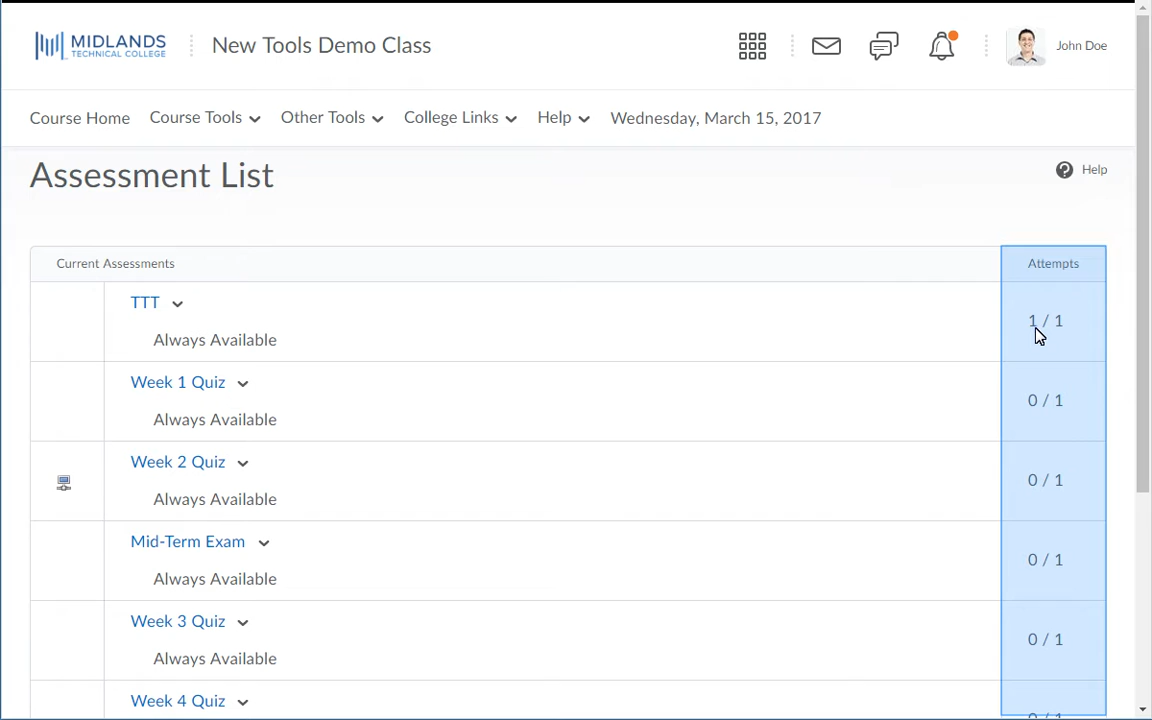 MIDLANDS
TECHNICAL COLLEGE
New Tools Demo Class
John Doe
Course Home Course Tools Other Tools College Links Help Wednesday, March 15, 2017
Assessment List
Help
Current Assessments Attempts
TTT
Always Available
1 / 1
Week 1 Quiz
Always Available
0 / 1
Week 2 Quiz
Always Available
0 / 1
Mid-Term Exam
Always Available
0 / 1
Week 3 Quiz
Always Available
0 / 1
Week 4 Quiz
0 / 1